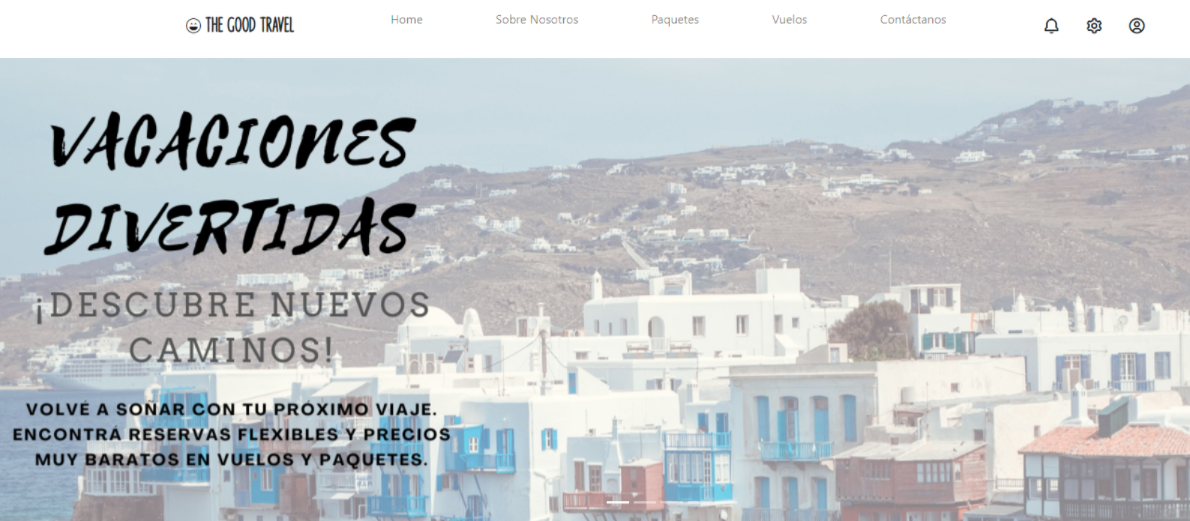 THE GOOD TRAVEL
Home
Sobre Nosotros
Paquetes
Vuelos
Contáctanos
VACACIONES
DIVERTIDAS
¡DESCUBRE NUEVOS
CAMINOS!
VOLVÉ A SOÑAR CON TU PRÓXIMO VIAJE.
ENCONTRÁ RESERVAS FLEXIBLES Y PRECIOS
MUY BARATOS EN VUELOS Y PAQUETES.